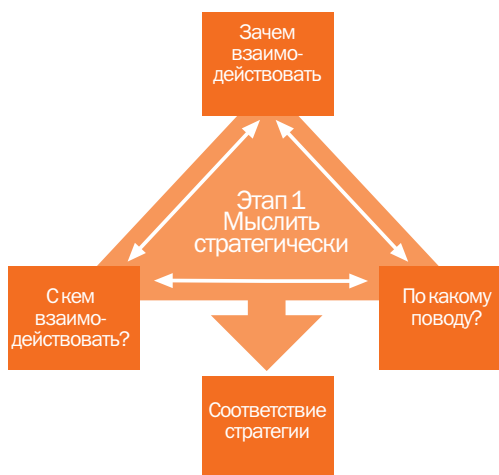 Зачем
взаимо-
действовать
Этап 1
Мыслить
стратегически
С кем
взаимо-
действовать?
По какому
поводу?
Соответствие
стратегии